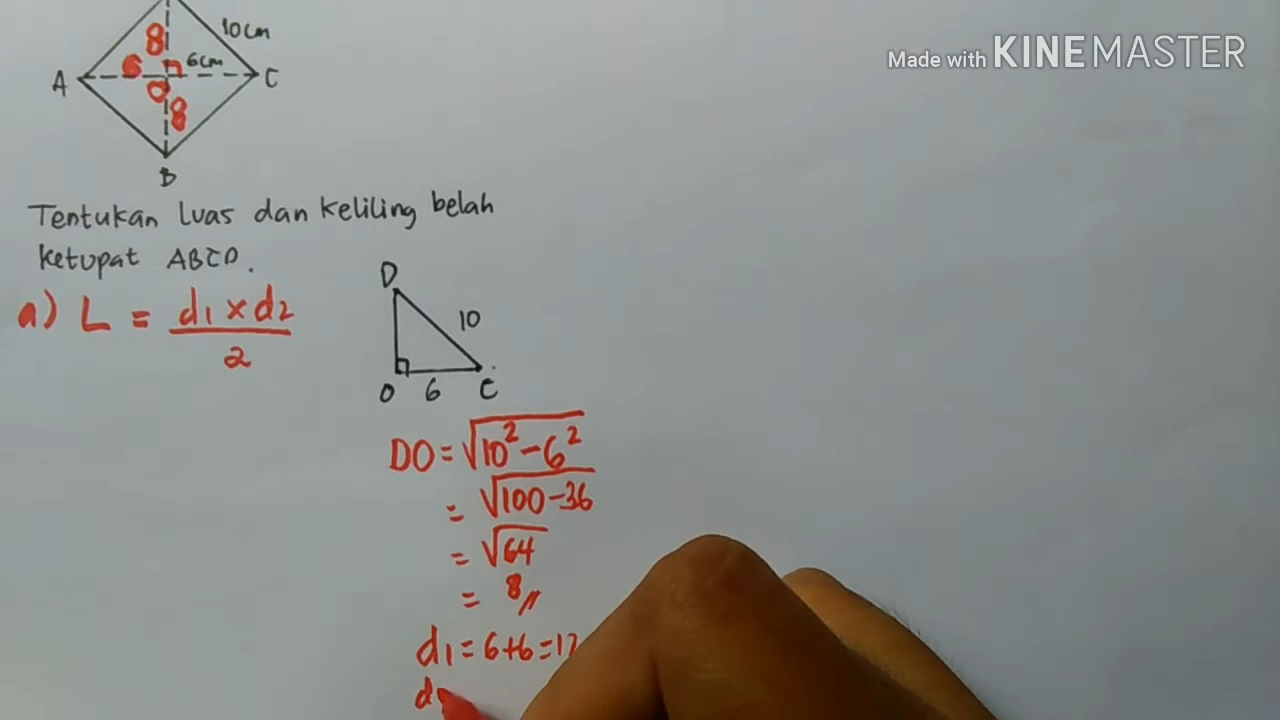 10cm
8
6
6cm
A
C
O
8
B
Tentukan luas dan keliling belah
ketupat ABCD.
a) L = d1 x d2
2
D
10
O
6
C
DO = √10² - 6²
= √100 - 36
= √64
= 8
d1 = 6+6 = 12
d
Made with KINEMASTER